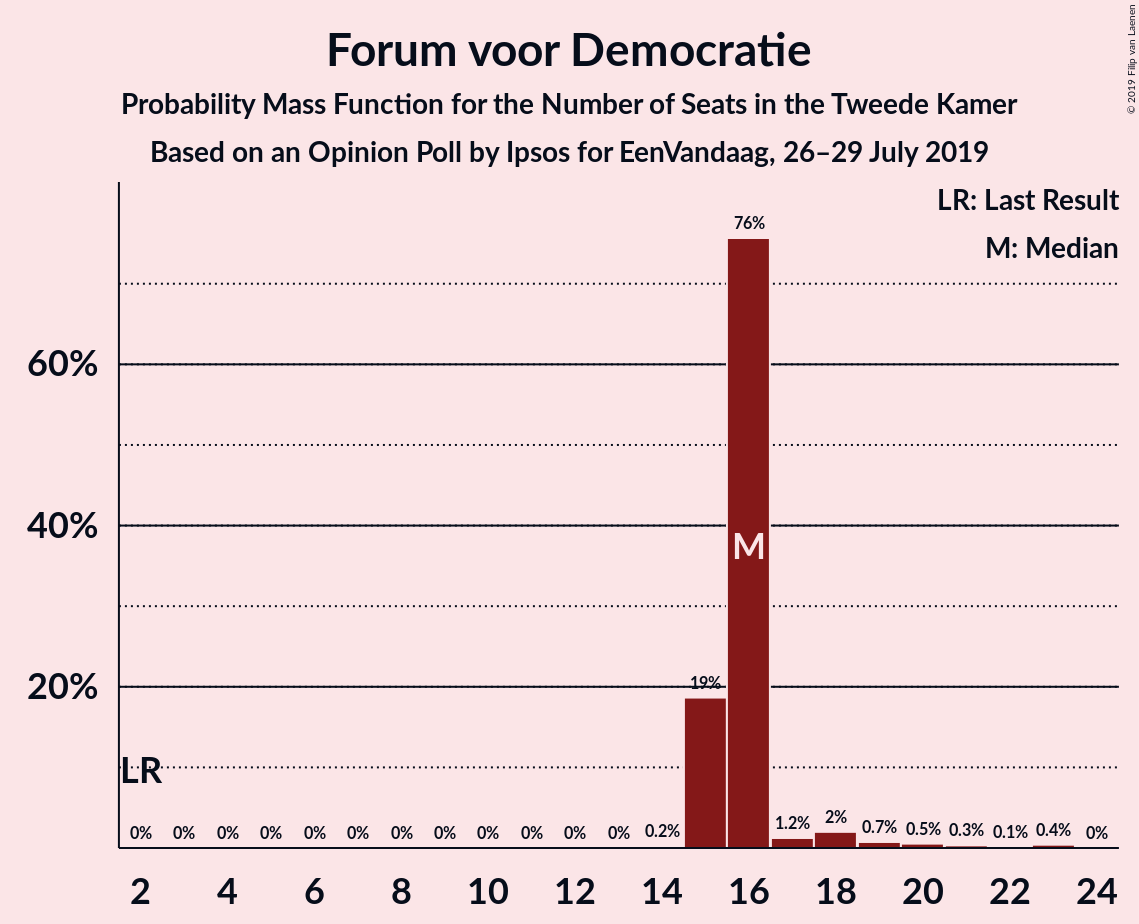 Forum voor Democratie
Probability Mass Function for the Number of Seats in the Tweede Kamer
Based on an Opinion Poll by Ipsos for EenVandaag, 26–29 July 2019
© 2019 Filip van Laenen
LR: Last Result
M: Median
76%
60%
40%
M
20%
19%
LR
0% 0% 0% 0% 0% 0% 0% 0% 0% 0% 0% 0% 0.2% 1.2% 2% 0.7% 0.5% 0.3% 0.1% 0.4% 0%
2 4 6 8 10 12 14 16 18 20 22 24